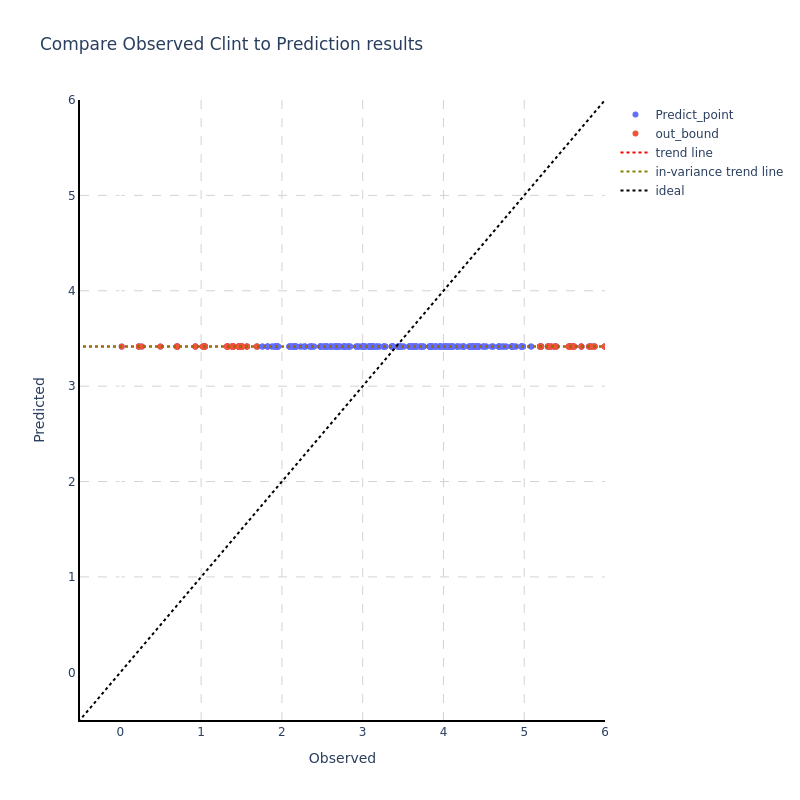 Compare Observed Clint to Prediction results
6
5
4
3
2
1
0
Predicted
0 1 2 3 4 5 6
Observed
Predict_point
out_bound
trend line
in-variance trend line
ideal